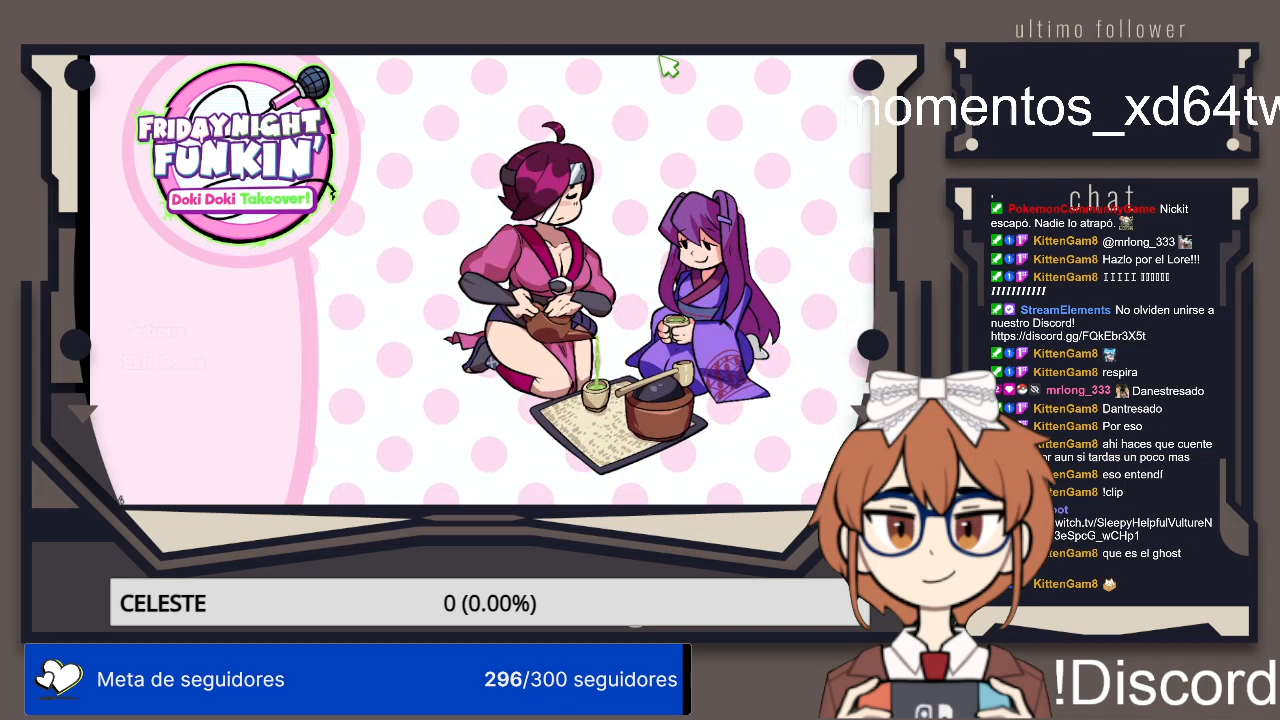 ultimo follower
momentos_xd64tw
FRIDAY NIGHT
FUNKIN'
Doki Doki Takeover!
chat
PokemonCommunityGame Nickit
escapó. Nadie lo atrapó.
KittenGam8 @mrlong_333
KittenGam8 Hazlo por el Lore!!!
KittenGam8
StreamElements No olviden unirse a
nuestro Discord!
https://discord.gg/FQkEbr3X5t
KittenGam8
KittenGam8 respira
mrlong_333 Danestresado
KittenGam8 Dantresado
KittenGam8 Por eso
KittenGam8 ahi haces que cuente
aun si tardas un poco mas
KittenGam8 eso entendí
KittenGam8 !clip
witch.tv/SleepyHelpfulVultureN
3eSpcG_wCHp1
KittenGam8 que es el ghost
KittenGam8
CELESTE 0 (0.00%)
Meta de seguidores 296/300 seguidores
!Discord